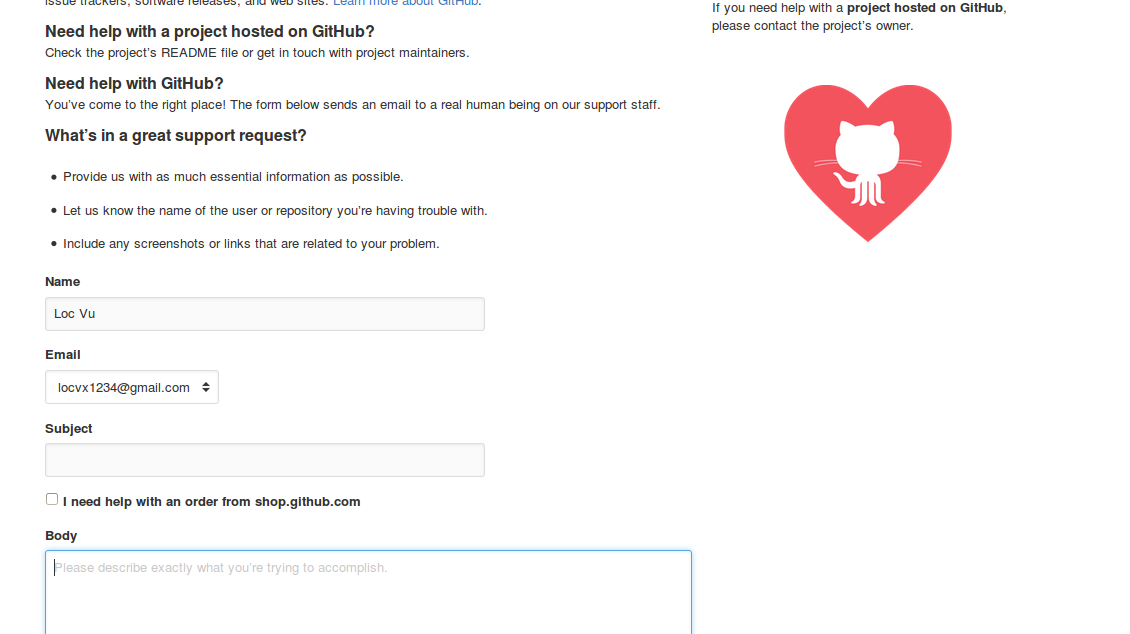 issue trackers, software releases, and web sites. Learn more about GitHub.
Need help with a project hosted on GitHub?
Check the project's README file or get in touch with project maintainers.
Need help with GitHub?
You've come to the right place! The form below sends an email to a real human being on our support staff.
What's in a great support request?
• Provide us with as much essential information as possible.
• Let us know the name of the user or repository you're having trouble with.
• Include any screenshots or links that are related to your problem.
Name
Loc Vu
Email
locvx1234@gmail.com
Subject
I need help with an order from shop.github.com
Body
Please describe exactly what you're trying to accomplish.
If you need help with a project hosted on GitHub,
please contact the project's owner.